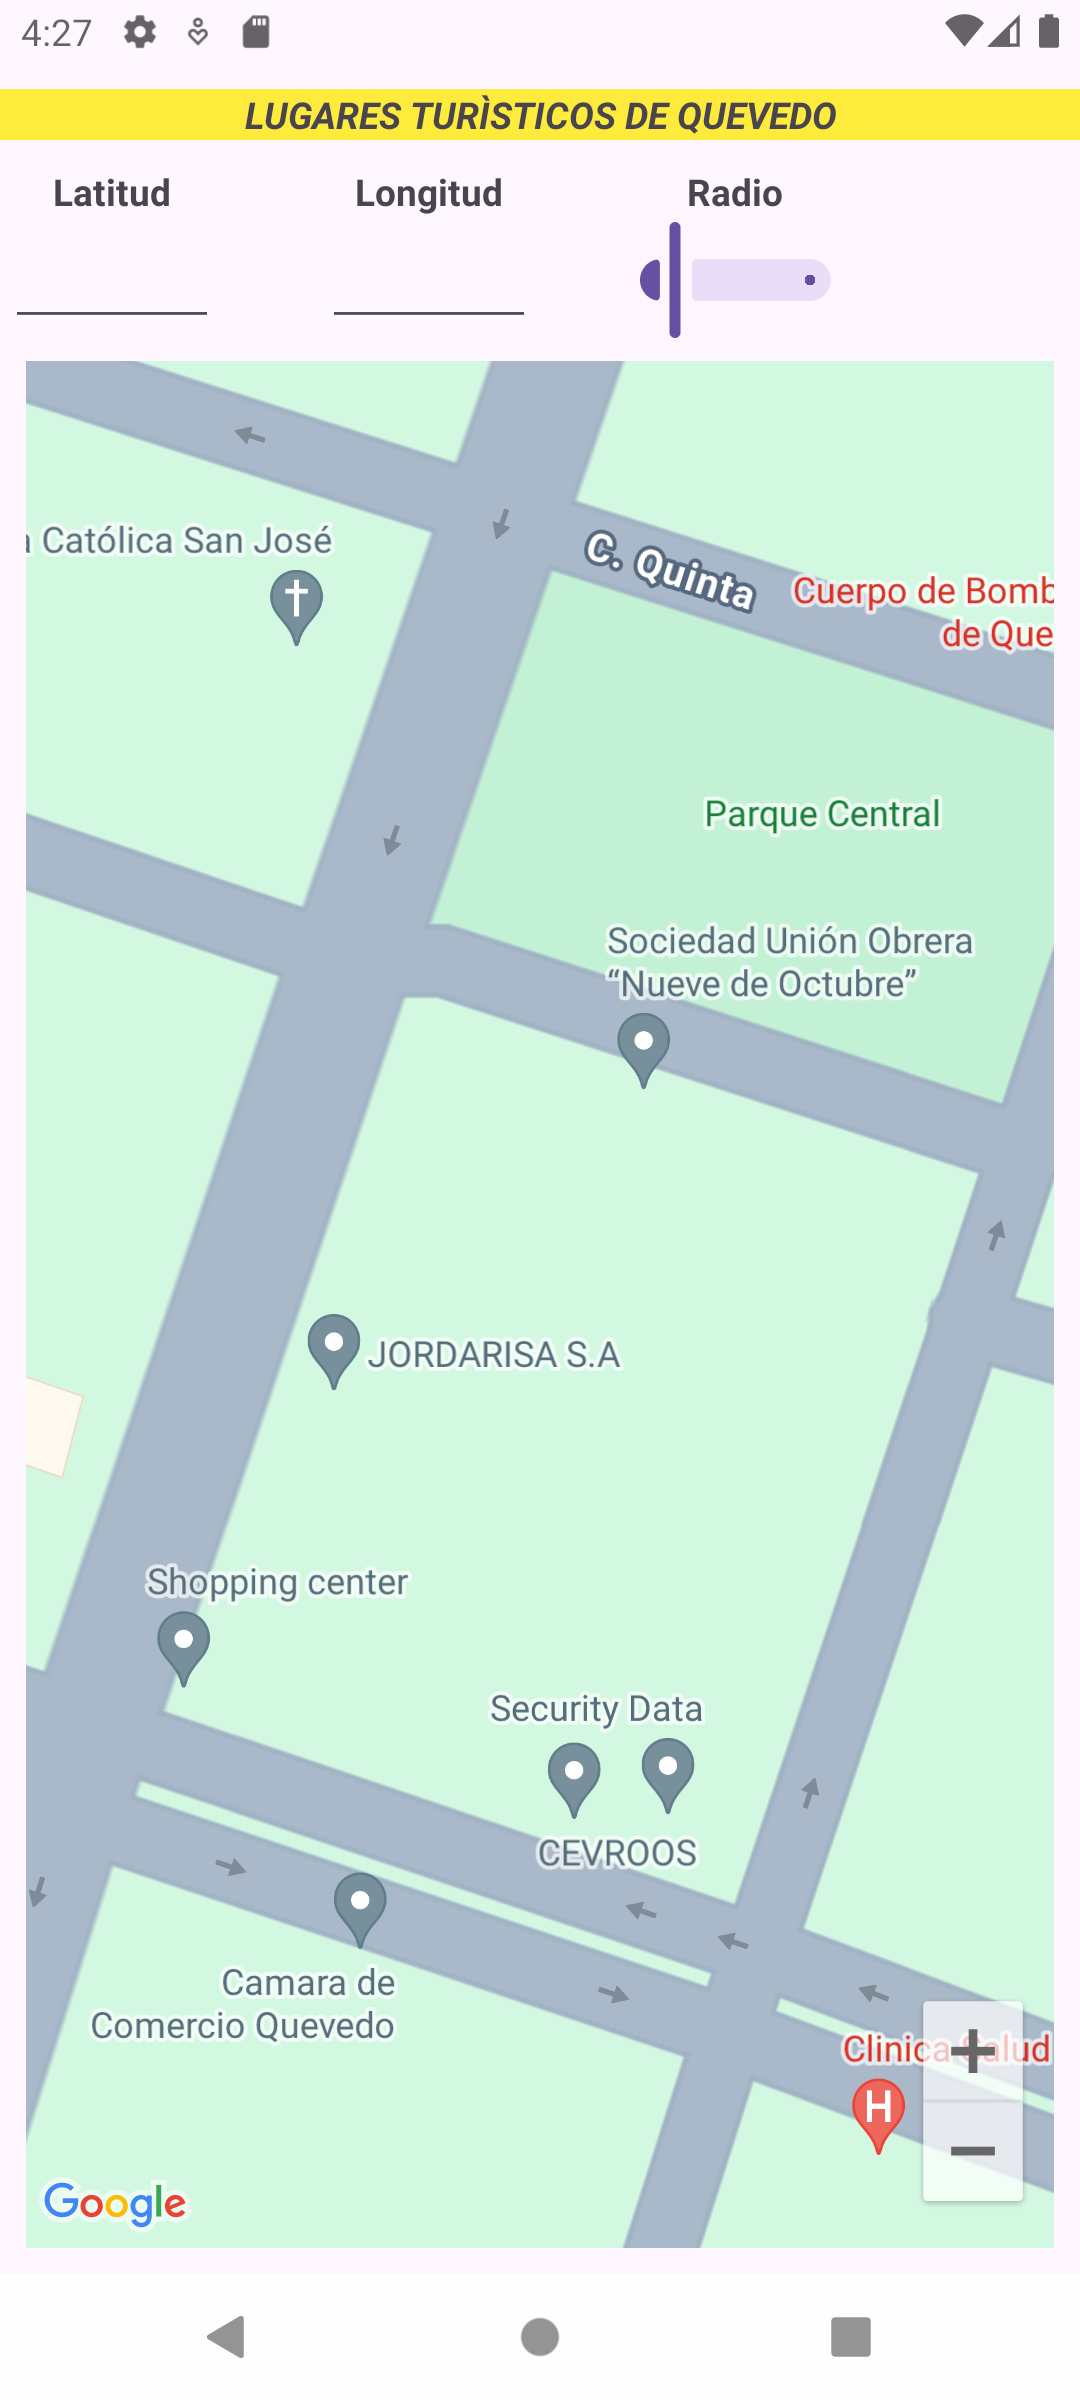 4:27
LUGARES TURÌSTICOS DE QUEVEDO
Latitud Longitud Radio
Católica San José
C. Quinta
Cuerpo de Bomb
de Que
Parque Central
Sociedad Unión Obrera
“Nueve de Octubre”
JORDARISA S.A
Shopping center
Security Data
CEVROOS
Camara de
Comercio Quevedo
Clinica Salud
H
Google